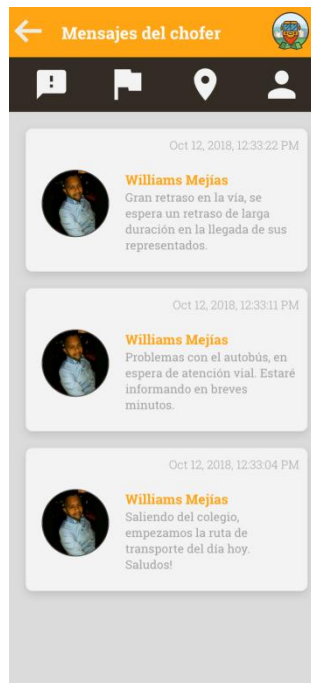 Mensajes del chofer
Oct 12, 2018, 12:33:22 PM
Williams Mejías
Gran retraso en la vía, se
espera un retraso de larga
duración en la llegada de sus
representados.
Oct 12, 2018, 12:33:11 PM
Williams Mejías
Problemas con el autobús, en
espera de atención vial. Estaré
informando en breves
minutos.
Oct 12, 2018, 12:33:04 PM
Williams Mejías
Saliendo del colegio,
empezamos la ruta de
transporte del día hoy.
Saludos!